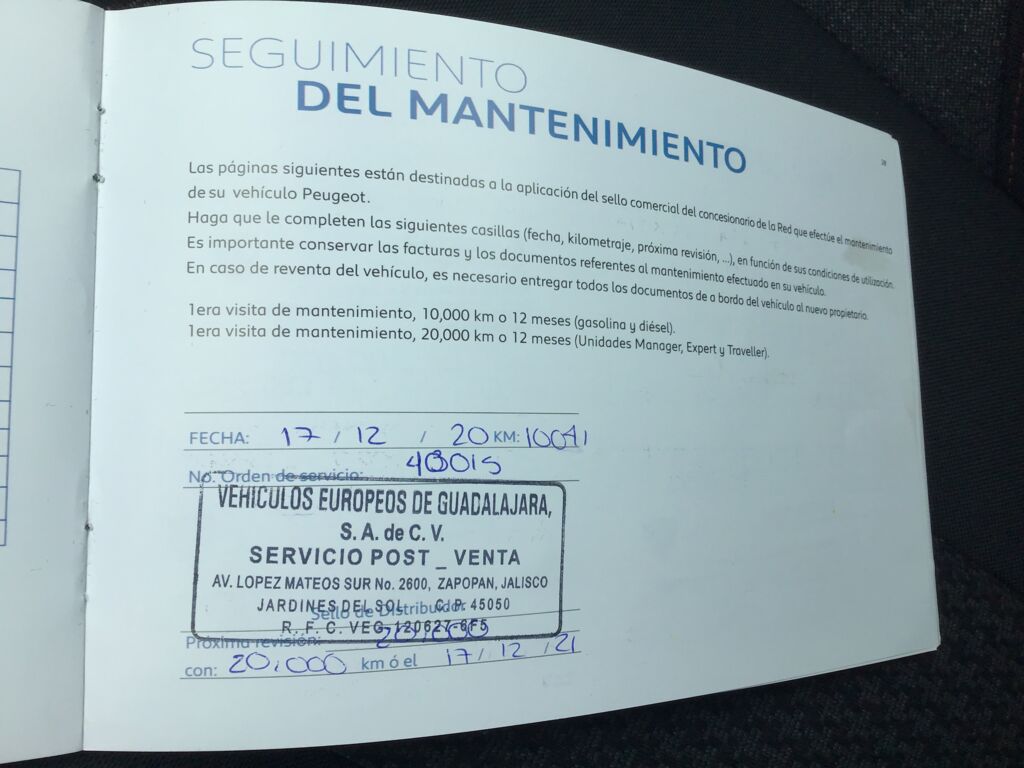 SEGUIMIENTO
DEL MANTENIMIENTO
28
Las páginas siguientes están destinadas a la aplicación del sello comercial del concesionario de la Red que efectúe el mantenimiento
de su vehículo Peugeot.
Haga que le completen las siguientes casillas (fecha, kilometraje, próxima revisión, ...), en función de sus condiciones de utilización.
Es importante conservar las facturas y los documentos referentes al mantenimiento efectuado en su vehículo.
En caso de reventa del vehículo, es necesario entregar todos los documentos de a bordo del vehículo al nuevo propietario.
1era visita de mantenimiento, 10,000 km o 12 meses (gasolina y diésel).
1era visita de mantenimiento, 20,000 km o 12 meses (Unidades Manager, Expert y Traveller).
FECHA: 17 / 12 / 20 KM: 10041
No. Orden de servicio:
VEHICULOS EUROPEOS DE GUADALAJARA,
S.A. de C.V.
SERVICIO POST _ VENTA
AV. LOPEZ MATEOS SUR No. 2600, ZAPOPAN, JALISCO
JARDINES DEL SOL C.P. 45050
Sello de Distribuidor
R. F. C. VEG 120627 6F5
Próxima revisión: 20,000
con: 20,000 km ó el 17 / 12 / 21